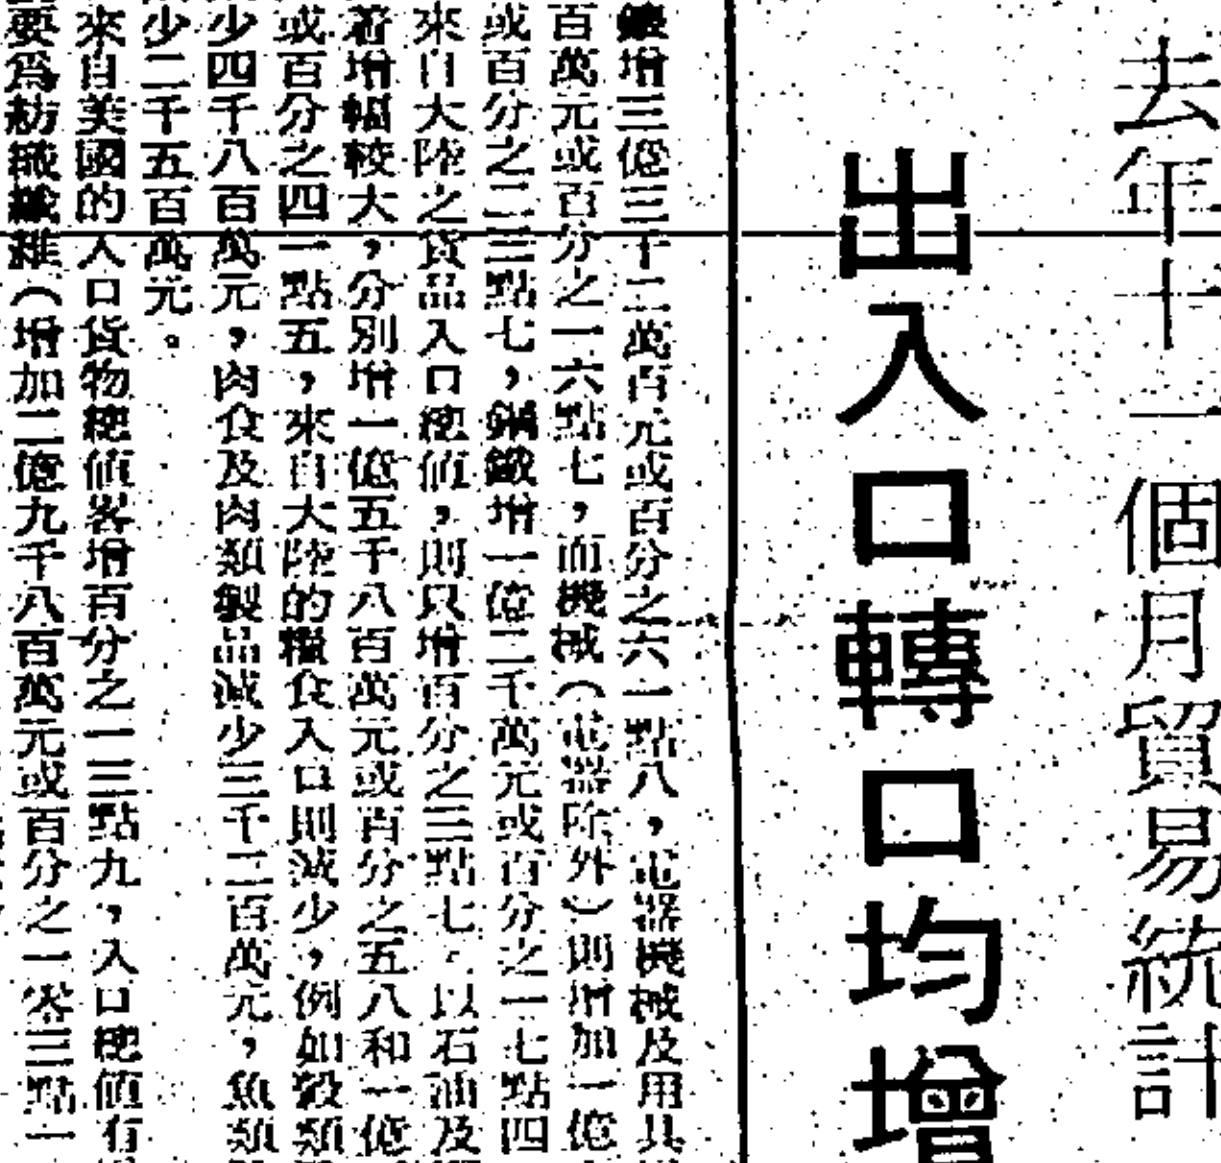 去年十一個月貿易統計
出入口轉口均增
增三億三千二萬百元或百分之六一點八，電器機械及用具
百萬元或百分之一六點七，而機械（電器除外）則增加一億
或百分之二三點七，鋼鐵增一億二千萬元或百分之一七點四
來自大陸之貨品入口總值，則只增百分之三點七。以石油及
着增幅較大，分別增一億五千八百萬元或百分之五八和一億
或百分之四一點五，來自大陸的糧食入口則減少，例如穀類
少四千八百萬元，肉食及肉類製品減少三千二百萬元，魚類
少二千五百萬元。
來自美國的入口貨物總值畧增百分之一三點九，入口總值有
要爲紡織纖維（增加二億九千八百萬元或百分之一零三點一